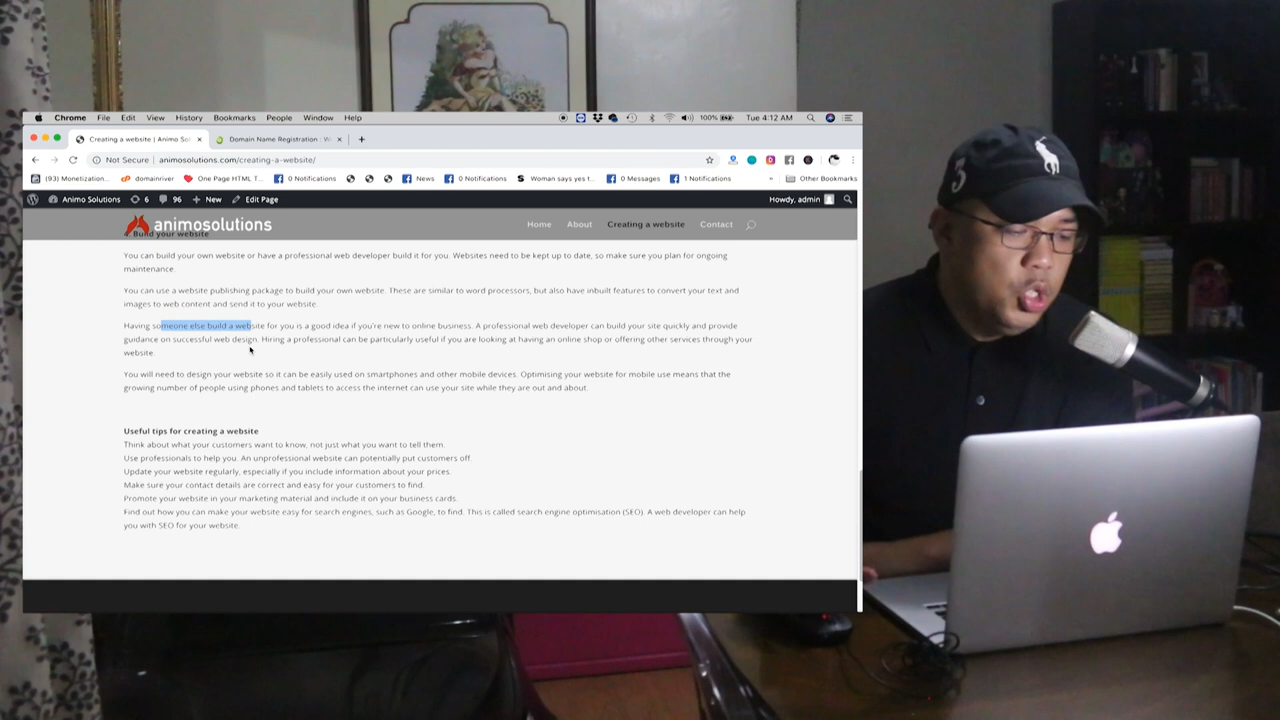 Chrome File Edit View History Bookmarks People Window Help 100% Tue 4:12 AM
Creating a website | Animo So Domain Name Registration : W
Not Secure | animosolutions.com/creating-a-website/
(93) Monetization... domainriver One Page HTML T... 0 Notifications News 0 Notifications S Woman says yes t... 0 Messages 1 Notifications » Other Bookmarks
Animo Solutions 6 96 + New Edit Page Howdy, admin
animosolutions Home About Creating a website Contact
Build your website
You can build your own website or have a professional web developer build it for you. Websites need to be kept up to date, so make sure you plan for ongoing
maintenance.
You can use a website publishing package to build your own website. These are similar to word processors, but also have inbuilt features to convert your text and
images to web content and send it to your website.
Having someone else build a website for you is a good idea if you're new to online business. A professional web developer can build your site quickly and provide
guidance on successful web design. Hiring a professional can be particularly useful if you are looking at having an online shop or offering other services through your
website.
You will need to design your website so it can be easily used on smartphones and other mobile devices. Optimising your website for mobile use means that the
growing number of people using phones and tablets to access the internet can use your site while they are out and about.
Useful tips for creating a website
Think about what your customers want to know, not just what you want to tell them.
Use professionals to help you. An unprofessional website can potentially put customers off.
Update your website regularly, especially if you include information about your prices.
Make sure your contact details are correct and easy for your customers to find.
Promote your website in your marketing material and include it on your business cards.
Find out how you can make your website easy for search engines, such as Google, to find. This is called search engine optimisation (SEO). A web developer can help
you with SEO for your website.
3